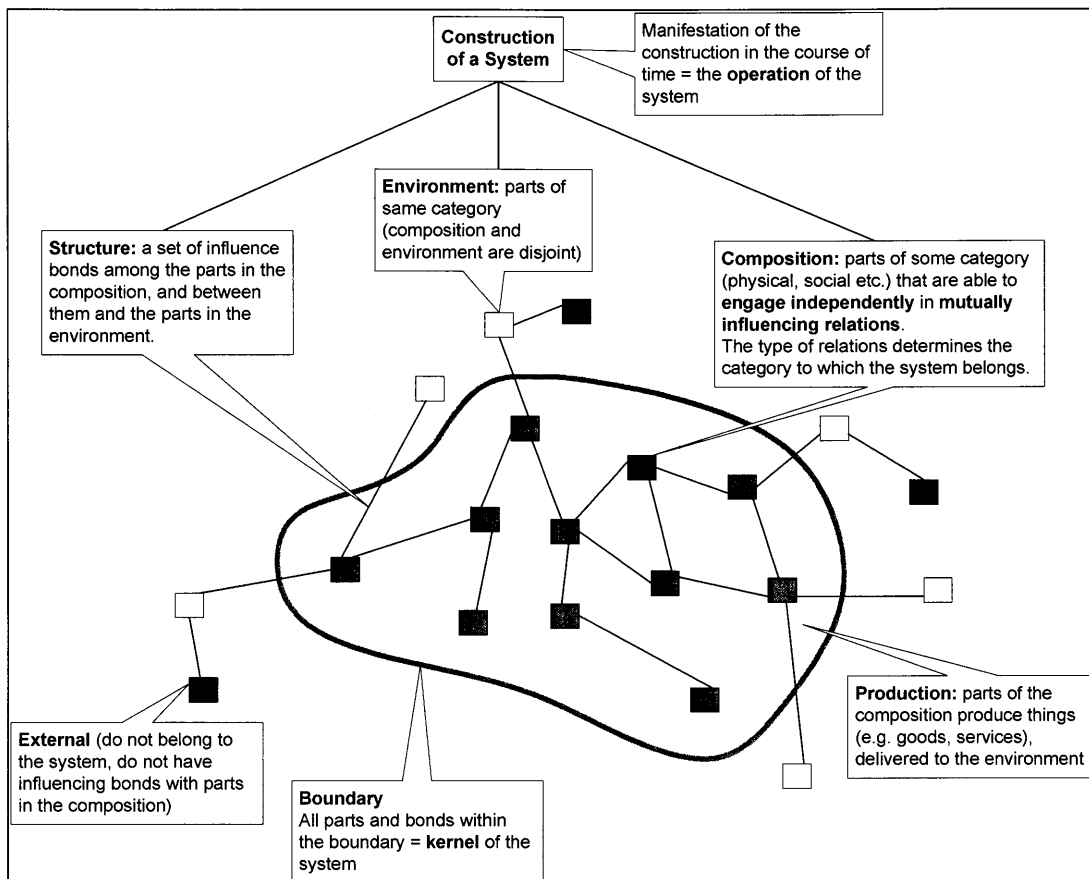 Construction
of a System
Manifestation of the
construction in the course of
time = the operation of the
system
Environment: parts of
same category
(composition and
environment are disjoint)
Structure: a set of influence
bonds among the parts in the
composition, and between
them and the parts in the
environment.
Composition: parts of some category
(physical, social etc.) that are able to
engage independently in mutually
influencing relations.
The type of relations determines the
category to which the system belongs.
External (do not belong to
the system, do not have
influencing bonds with parts
in the composition)
Boundary
All parts and bonds within
the boundary = kernel of the
system
Production: parts of the
composition produce things
(e.g. goods, services),
delivered to the environment